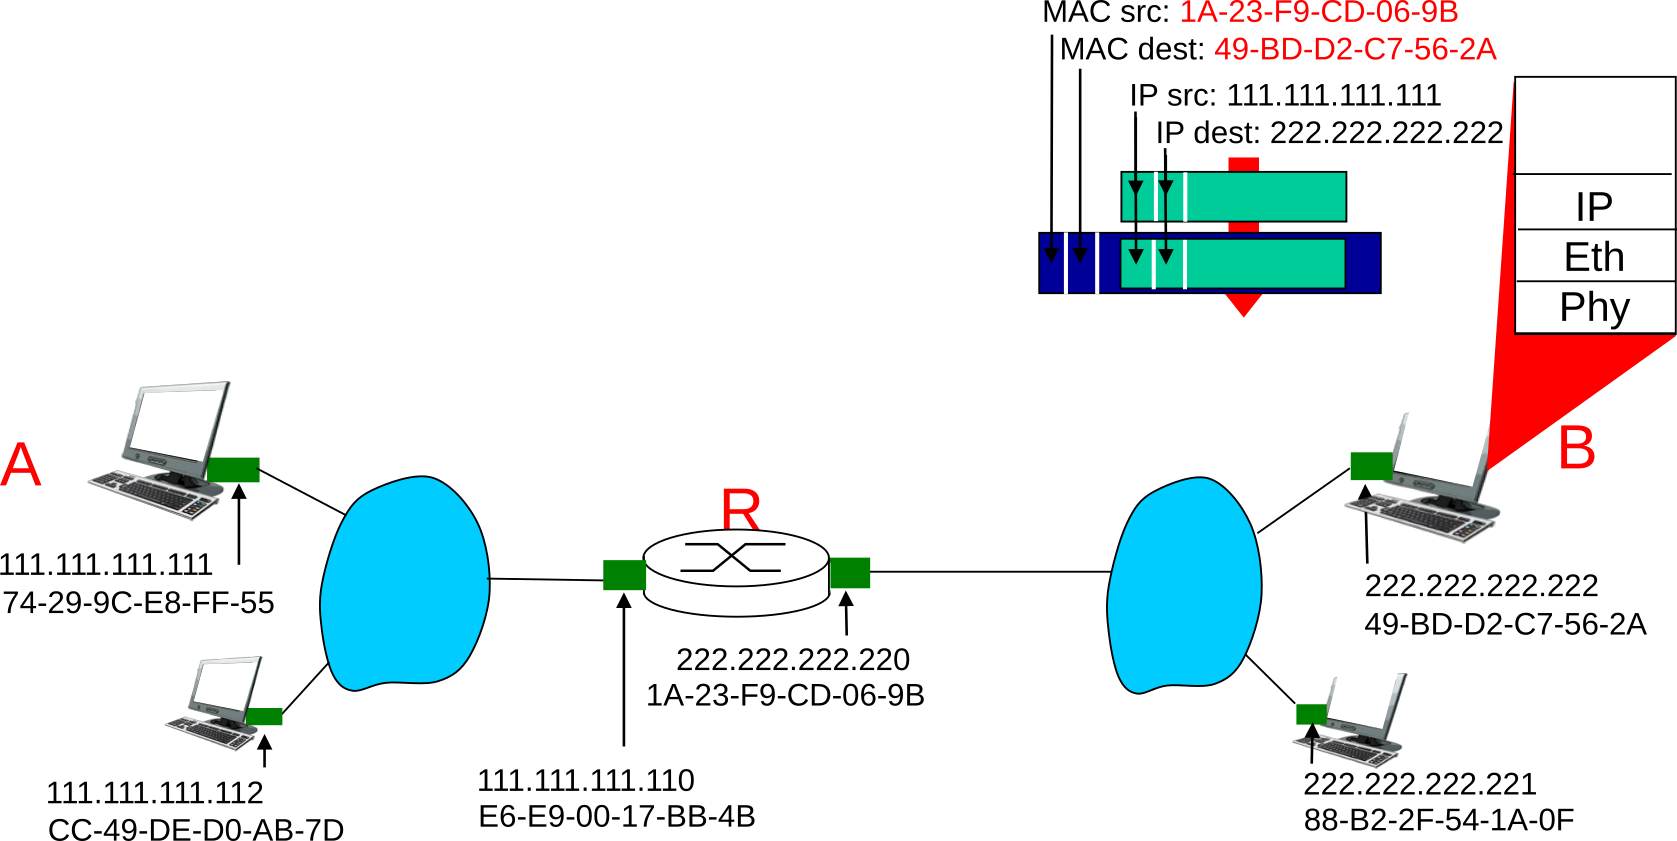 MAC src: 1A-23-F9-CD-06-9B
MAC dest: 49-BD-D2-C7-56-2A
IP src: 111.111.111.111
IP dest: 222.222.222.222
IP
Eth
Phy
A
B
R
111.111.111.111
74-29-9C-E8-FF-55
222.222.222.222
49-BD-D2-C7-56-2A
222.222.222.220
1A-23-F9-CD-06-9B
111.111.111.112
CC-49-DE-D0-AB-7D
111.111.111.110
E6-E9-00-17-BB-4B
222.222.222.221
88-B2-2F-54-1A-0F